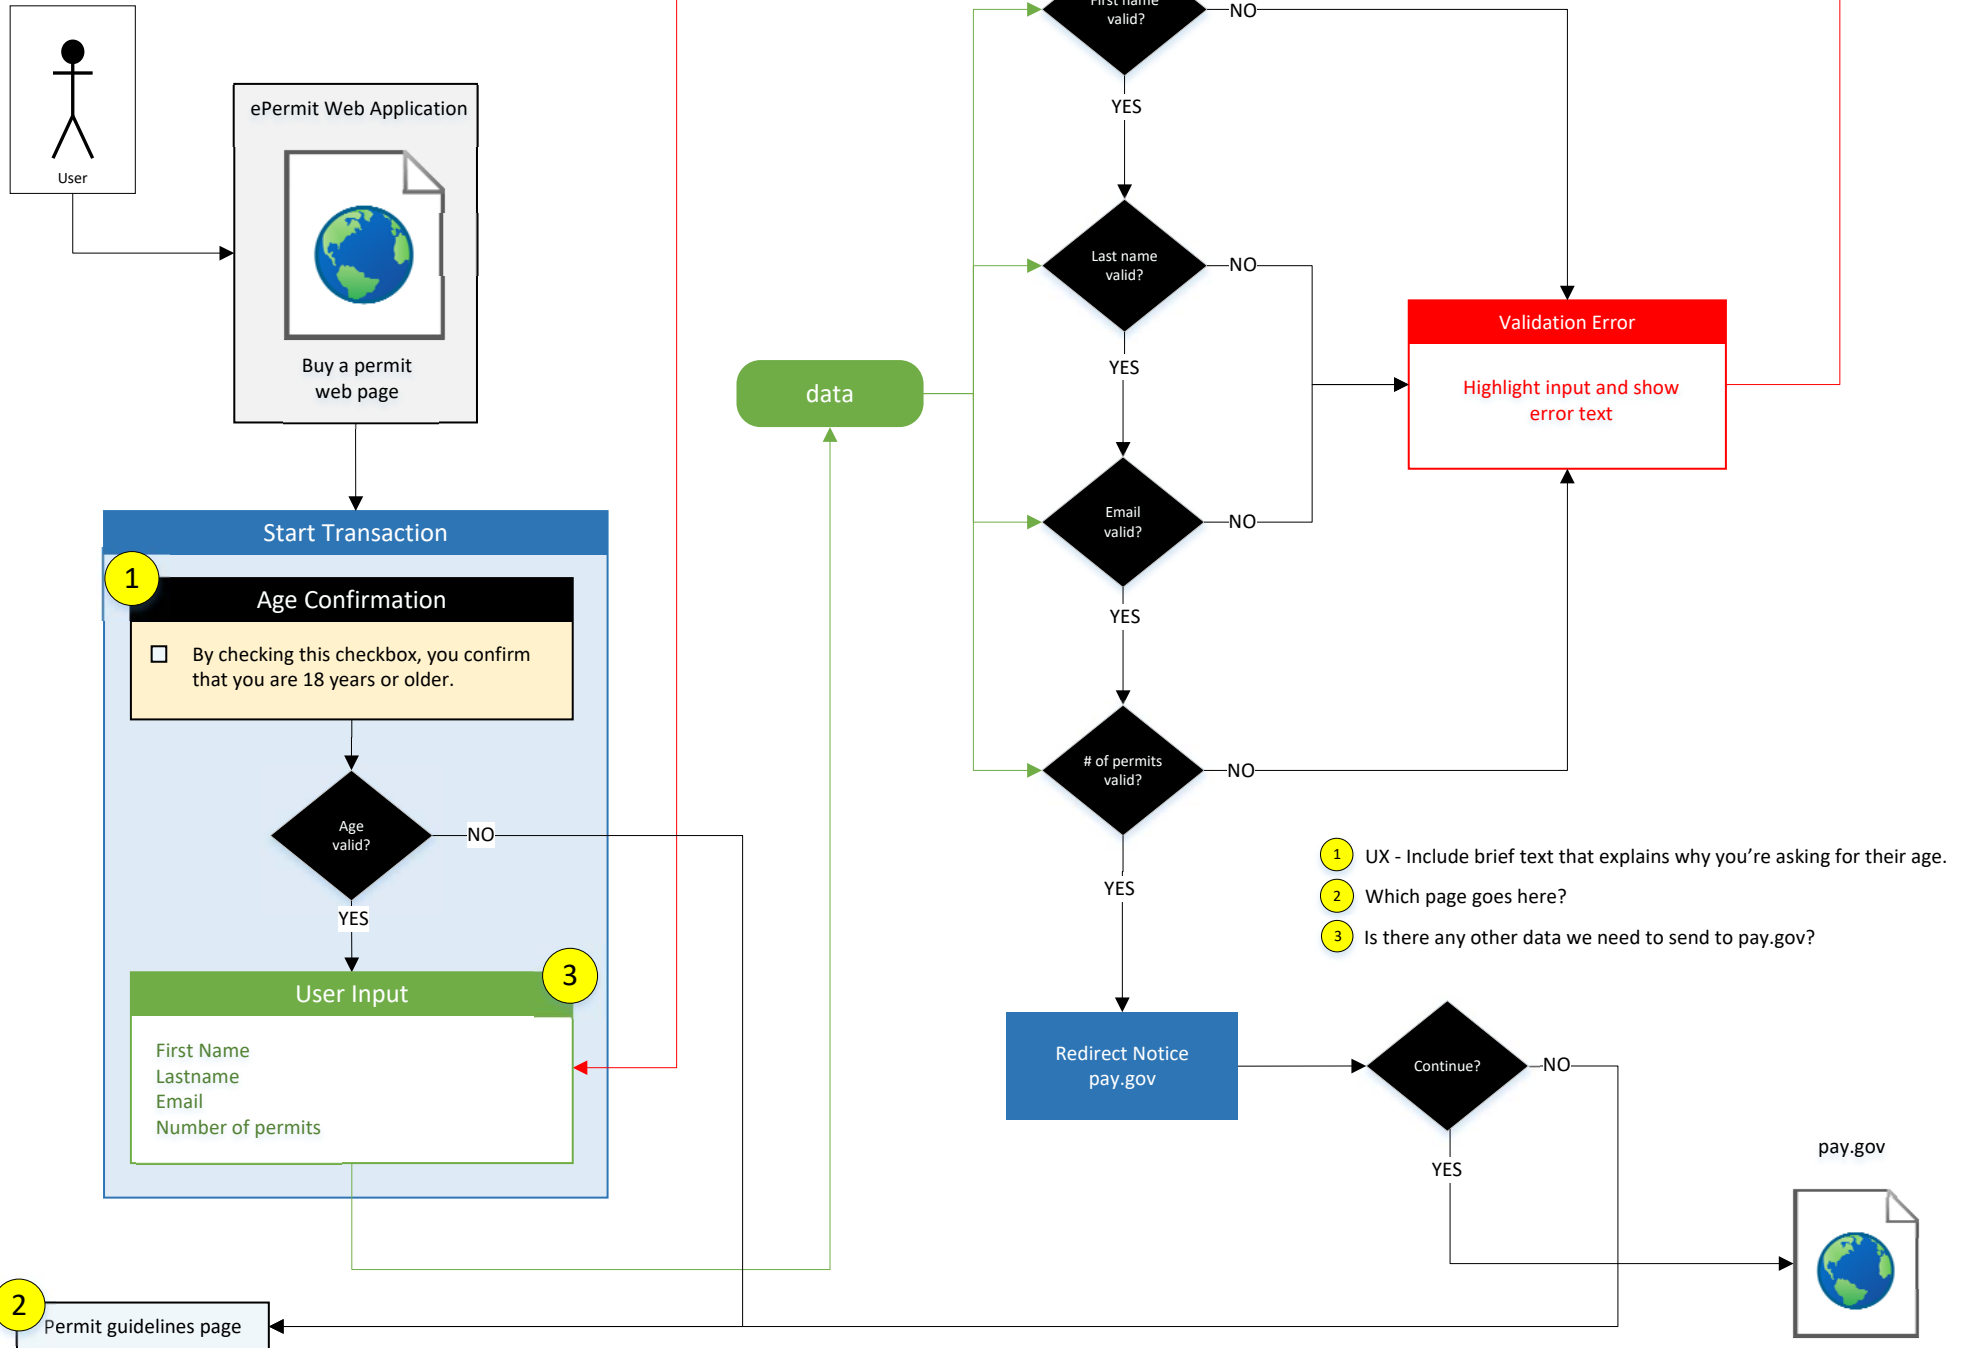 User
ePermit Web Application
Buy a permit
web page
Start Transaction
1
Age Confirmation
By checking this checkbox, you confirm
that you are 18 years or older.
Age
valid?
NO
YES
3
User Input
First Name
Lastname
Email
Number of permits
2
Permit guidelines page
data
First name
valid?
NO
YES
Last name
valid?
NO
YES
Email
valid?
NO
YES
# of permits
valid?
NO
YES
Validation Error
Highlight input and show
error text
1 UX - Include brief text that explains why you’re asking for their age.
2 Which page goes here?
3 Is there any other data we need to send to pay.gov?
Redirect Notice
pay.gov
Continue?
NO
YES
pay.gov